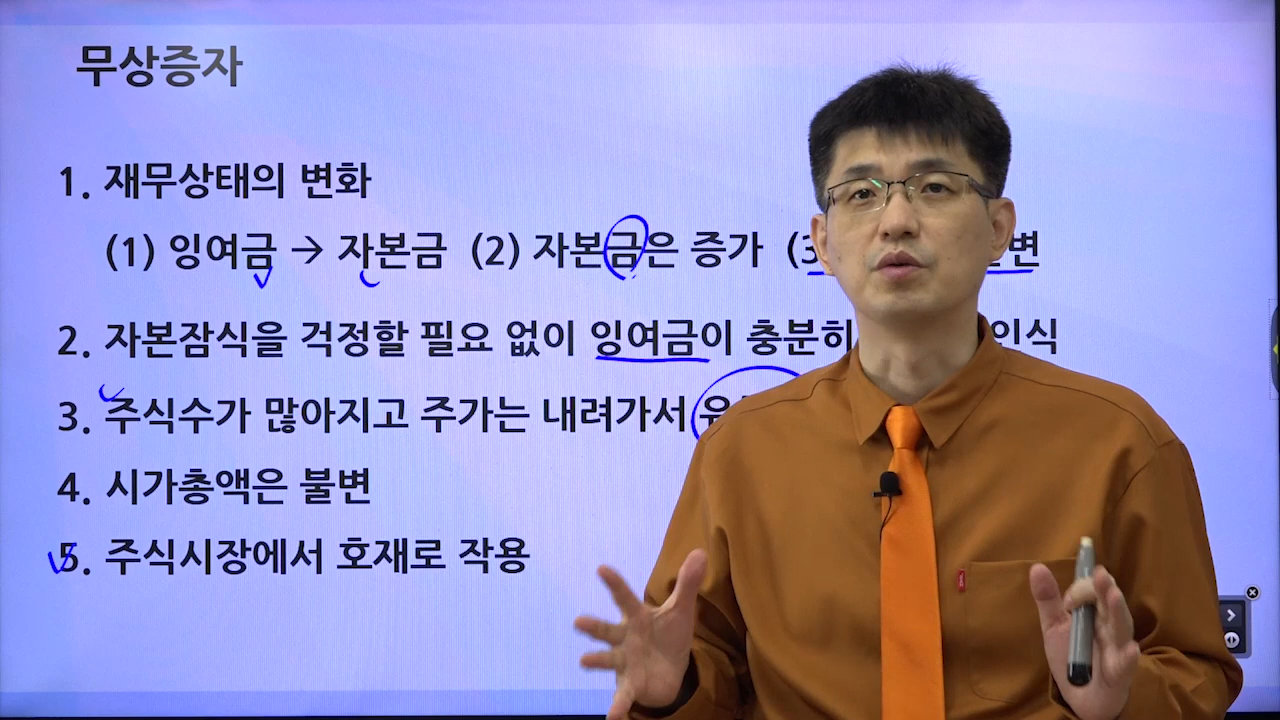 무상증자
1. 재무상태의 변화
(1) 잉여금 → 자본금 (2) 자본금은 증가 (3 변
2. 자본잠식을 걱정할 필요 없이 잉여금이 충분히 인식
3. 주식수가 많아지고 주가는 내려가서
4. 시가총액은 불변
5. 주식시장에서 호재로 작용